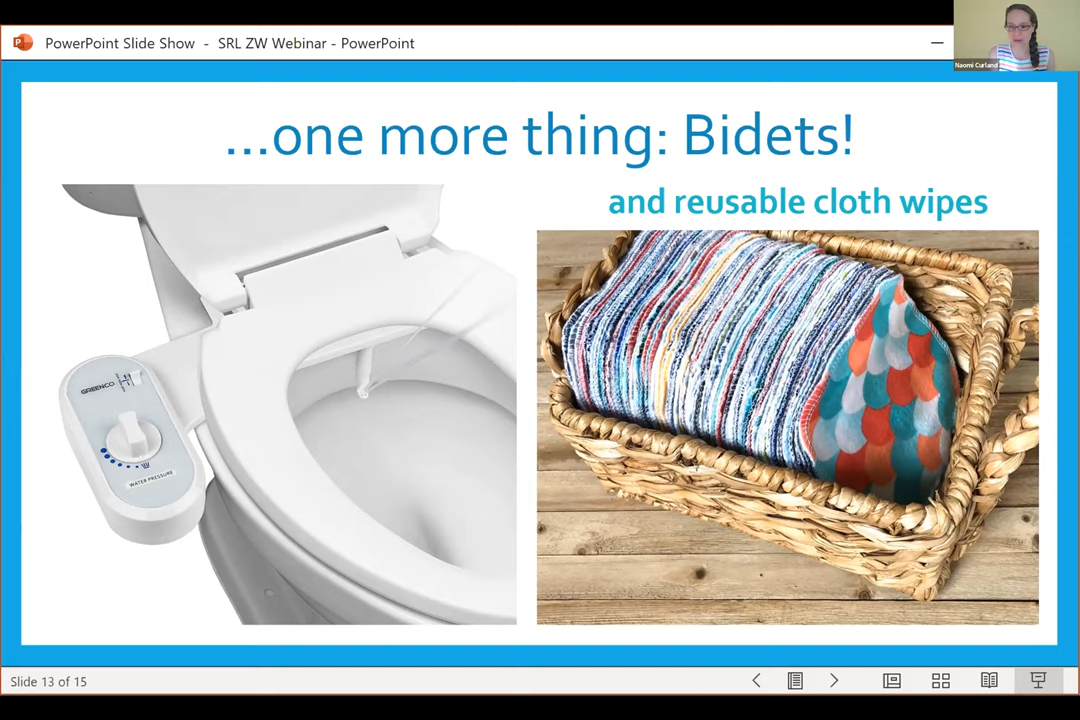 PowerPoint Slide Show - SRL ZW Webinar - PowerPoint
Naomi Curland
...one more thing: Bidets!
and reusable cloth wipes
GREENCO
WATER PRESSURE
Slide 13 of 15